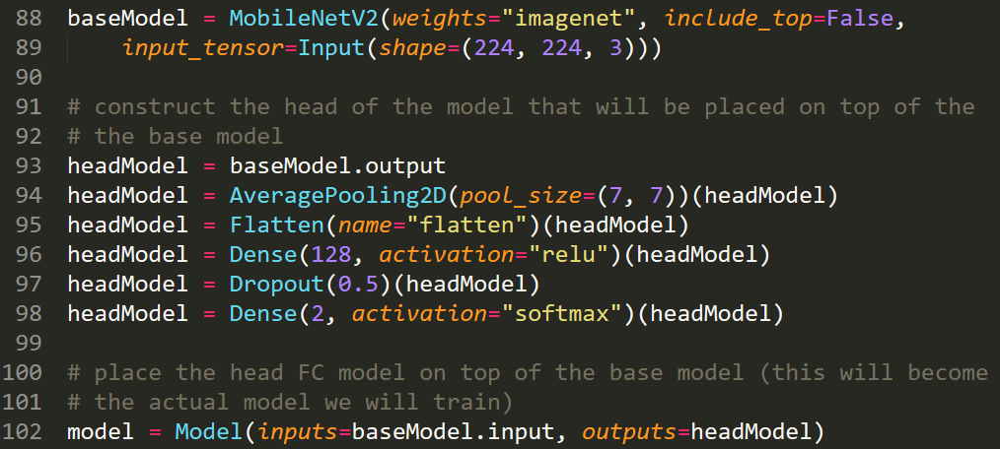 88 baseModel = MobileNetV2(weights="imagenet", include_top=False,
89     input_tensor=Input(shape=(224, 224, 3)))
90
91 # construct the head of the model that will be placed on top of the
92 # the base model
93 headModel = baseModel.output
94 headModel = AveragePooling2D(pool_size=(7, 7))(headModel)
95 headModel = Flatten(name="flatten")(headModel)
96 headModel = Dense(128, activation="relu")(headModel)
97 headModel = Dropout(0.5)(headModel)
98 headModel = Dense(2, activation="softmax")(headModel)
99
100 # place the head FC model on top of the base model (this will become
101 # the actual model we will train)
102 model = Model(inputs=baseModel.input, outputs=headModel)